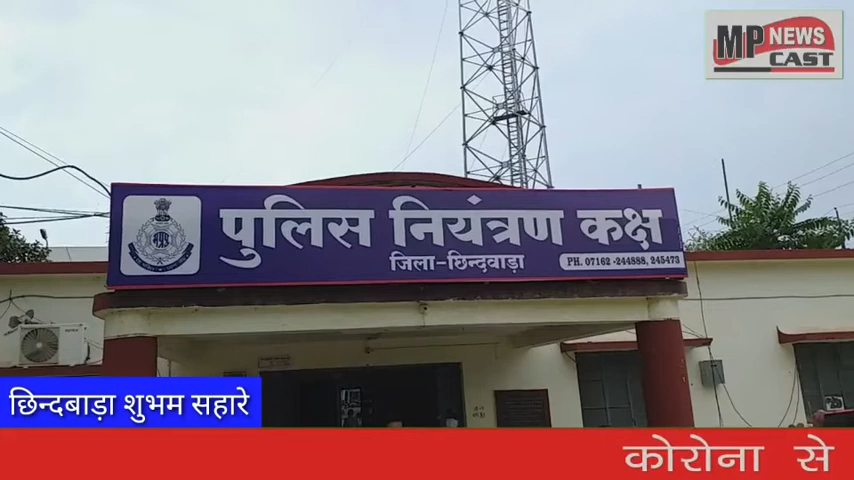 MP NEWS
CAST
पुलिस नियंत्रण कक्ष
जिला-छिन्दवाड़ा
PH. 07162 -244888, 245473
छिन्दबाड़ा शुभम सहारे
कोरोना से